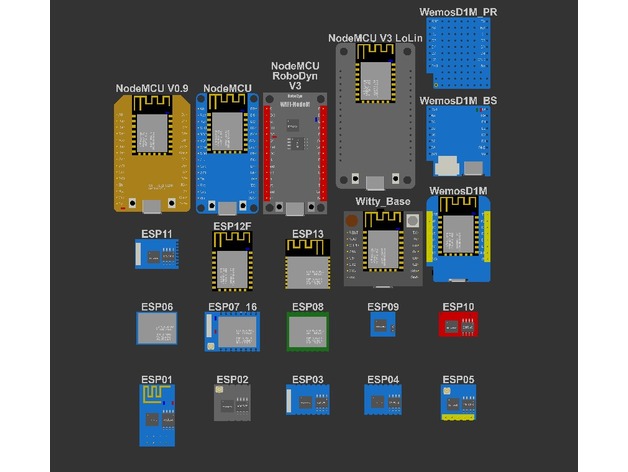 WemosD1M_PR
NodeMCU V3 LoLin
NodeMCU
RoboDyn
V3
NodeMCU V0.9
NodeMCU
WemosD1M_BS
WemosD1M
Witty_Base
ESP11
ESP12F
ESP13
ESP06
ESP07_16
ESP08
ESP09
ESP10
ESP01
ESP02
ESP03
ESP04
ESP05